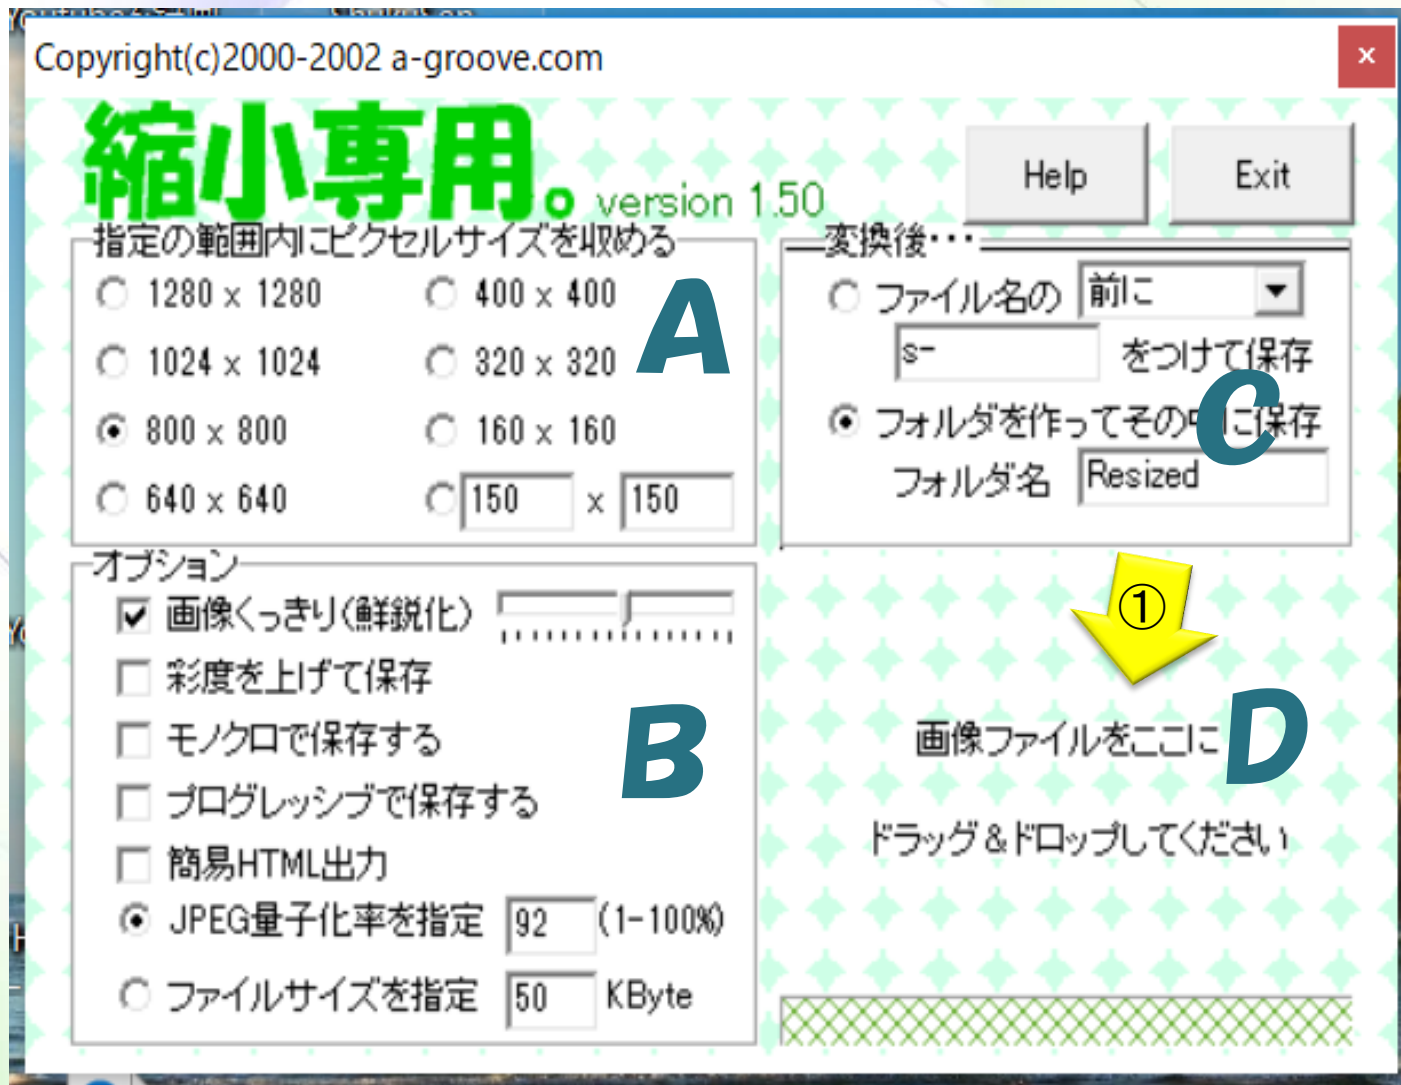 Copyright(c)2000-2002 a-groove.com
×
縮小専用。version 1.50
Help
Exit
指定の範囲内にピクセルサイズを収める
1280 x 1280
400 x 400
1024 x 1024
320 x 320
800 x 800
160 x 160
640 x 640
150 x 150
A
変換後・・・
ファイル名の 前に
s- をつけて保存
フォルダを作ってその中に保存
フォルダ名 Resized
C
オプション
画像くっきり(鮮鋭化)
彩度を上げて保存
モノクロで保存する
プログレッシブで保存する
簡易HTML出力
JPEG量子化率を指定 92 (1-100%)
ファイルサイズを指定 50 KByte
B
①
画像ファイルをここに
D
ドラッグ&ドロップしてください